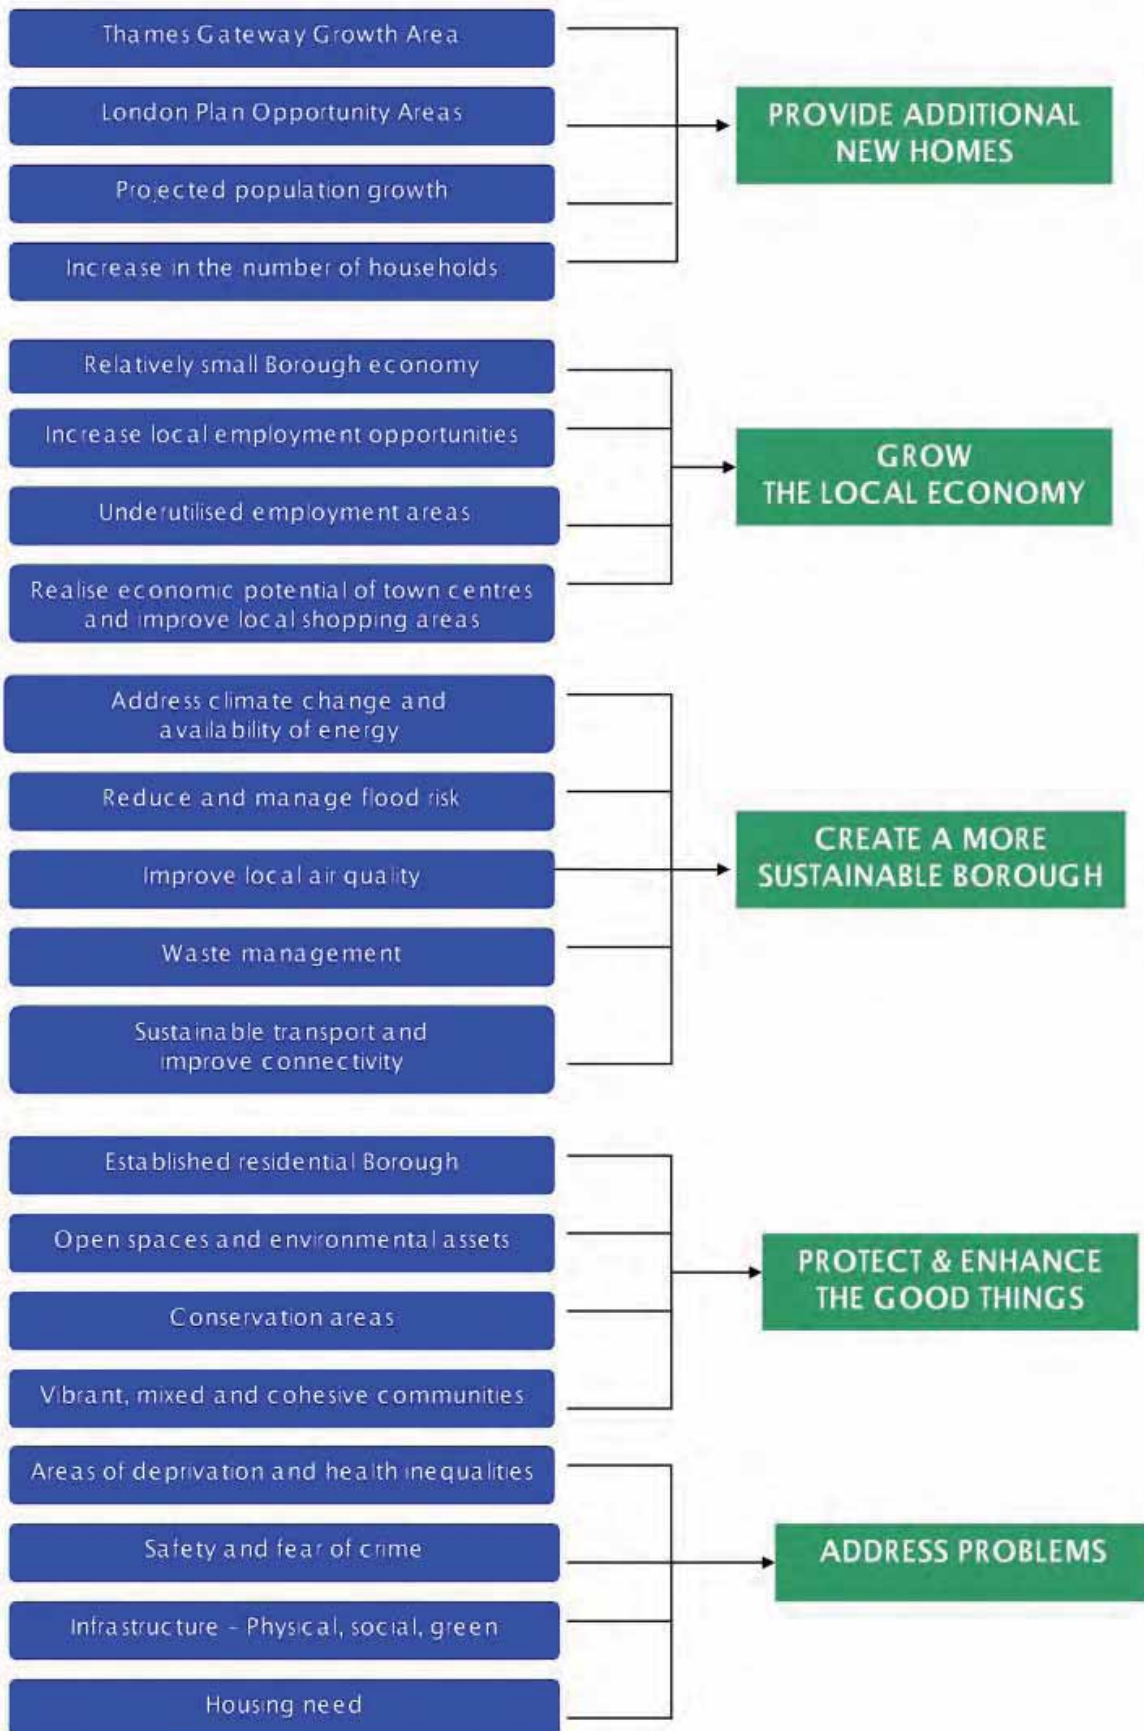 Thames Gateway Growth Area
London Plan Opportunity Areas
PROVIDE ADDITIONAL
NEW HOMES
Projected population growth
Increase in the number of households
Relatively small Borough economy
Increase local employment opportunities
GROW
THE LOCAL ECONOMY
Underutilised employment areas
Realise economic potential of town centres
and improve local shopping areas
Address climate change and
availability of energy
Reduce and manage flood risk
Improve local air quality
CREATE A MORE
SUSTAINABLE BOROUGH
Waste management
Sustainable transport and
improve connectivity
Established residential Borough
Open spaces and environmental assets
PROTECT & ENHANCE
THE GOOD THINGS
Conservation areas
Vibrant, mixed and cohesive communities
Areas of deprivation and health inequalities
Safety and fear of crime
ADDRESS PROBLEMS
Infrastructure - Physical, social, green
Housing need